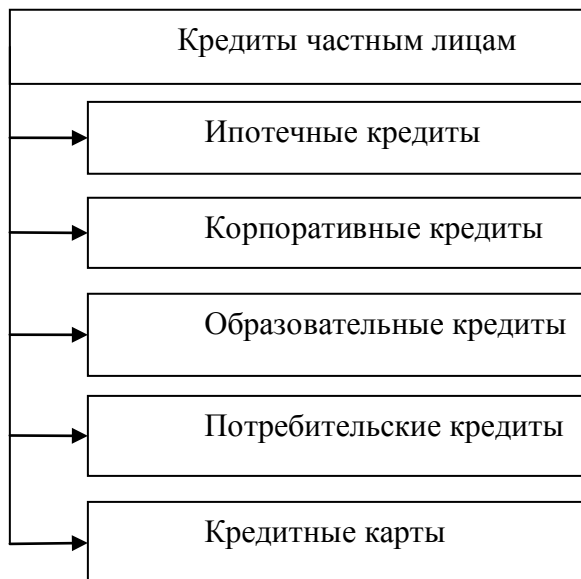 Кредиты частным лицам
Ипотечные кредиты
Корпоративные кредиты
Образовательные кредиты
Потребительские кредиты
Кредитные карты